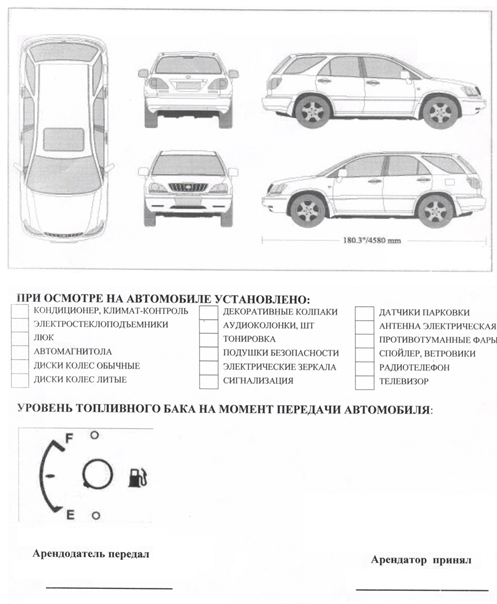 180.3"/4580 mm
ПРИ ОСМОТРЕ НА АВТОМОБИЛЕ УСТАНОВЛЕНО:
КОНДИЦИОНЕР, КЛИМАТ-КОНТРОЛЬ
ЭЛЕКТРОСТЕКЛОПОДЪЕМНИКИ
ЛЮК
АВТОМАГНИТОЛА
ДИСКИ КОЛЕС ОБЫЧНЫЕ
ДИСКИ КОЛЕС ЛИТЫЕ
ДЕКОРАТИВНЫЕ КОЛПАКИ
АУДИОКОЛОНКИ, ШТ
ТОНИРОВКА
ПОДУШКИ БЕЗОПАСНОСТИ
ЭЛЕКТРИЧЕСКИЕ ЗЕРКАЛА
СИГНАЛИЗАЦИЯ
ДАТЧИКИ ПАРКОВКИ
АНТЕННА ЭЛЕКТРИЧЕСКАЯ
ПРОТИВОТУМАННЫЕ ФАРЫ
СПОЙЛЕР, ВЕТРОВИКИ
РАДИОТЕЛЕФОН
ТЕЛЕВИЗОР
УРОВЕНЬ ТОПЛИВНОГО БАКА НА МОМЕНТ ПЕРЕДАЧИ АВТОМОБИЛЯ:
F
E
Арендодатель передал
Арендатор принял